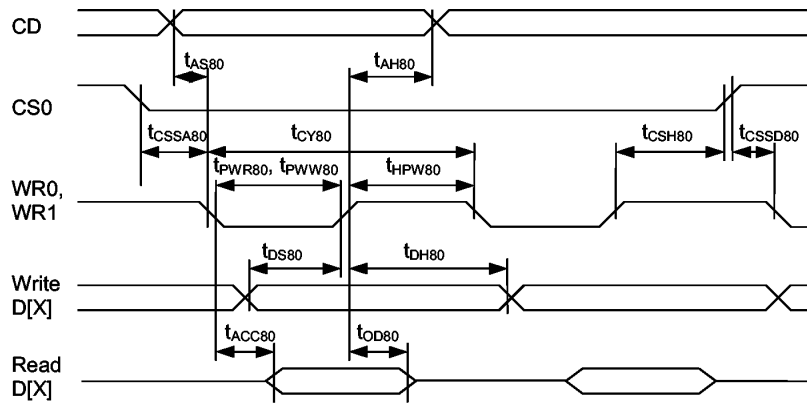 CD
tAS80 tAH80
CS0
tCSSA80 tCY80 tCSH80 tCSSD80
tPWR80, tPWW80 tHPW80
WR0,
WR1
tDS80 tDH80
Write
D[X]
tACC80 tOD80
Read
D[X]